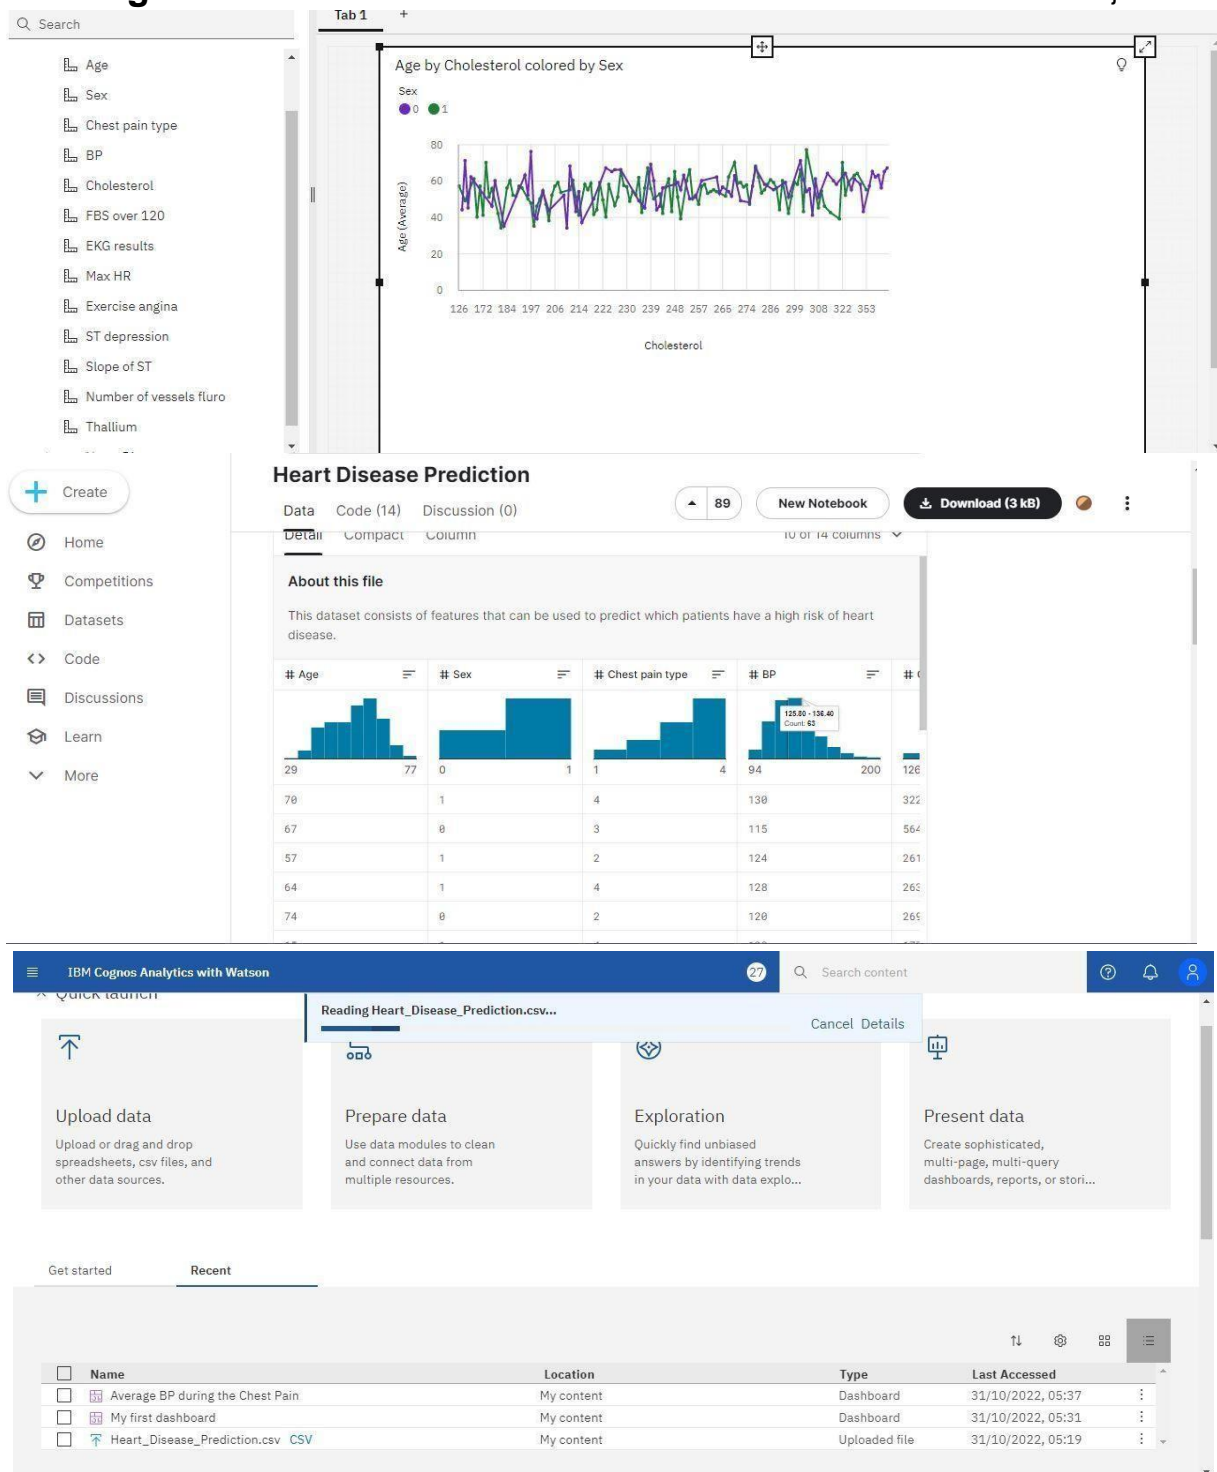 Search
Tab 1 +
Age
Sex
Chest pain type
BP
Cholesterol
FBS over 120
EKG results
Max HR
Exercise angina
ST depression
Slope of ST
Number of vessels fluro
Thallium
Age by Cholesterol colored by Sex
Sex
0 1
80
60
40
20
0
Age (Average)
126 172 184 197 206 214 222 230 239 248 257 265 274 286 299 308 322 353
Cholesterol
Create
Home
Competitions
Datasets
Code
Discussions
Learn
More
Heart Disease Prediction
Data Code (14) Discussion (0)
89 New Notebook Download (3 kB)
Detail Compact Column 10 of 14 columns
About this file
This dataset consists of features that can be used to predict which patients have a high risk of heart
disease.
# Age # Sex # Chest pain type # BP #
125.80 - 136.40
Count: 63
29 77 0 1 1 4 94 200 126
70 1 4 130 322
67 0 3 115 564
57 1 2 124 261
64 1 4 128 263
74 0 2 120 269
IBM Cognos Analytics with Watson 27 Search content
Quick launch
Reading Heart_Disease_Prediction.csv...
Cancel Details
Upload data
Upload or drag and drop
spreadsheets, csv files, and
other data sources.
Prepare data
Use data modules to clean
and connect data from
multiple resources.
Exploration
Quickly find unbiased
answers by identifying trends
in your data with data explo...
Present data
Create sophisticated,
multi-page, multi-query
dashboards, reports, or stori...
Get started Recent
Name Location Type Last Accessed
Average BP during the Chest Pain My content Dashboard 31/10/2022, 05:37
My first dashboard My content Dashboard 31/10/2022, 05:31
Heart_Disease_Prediction.csv CSV My content Uploaded file 31/10/2022, 05:19